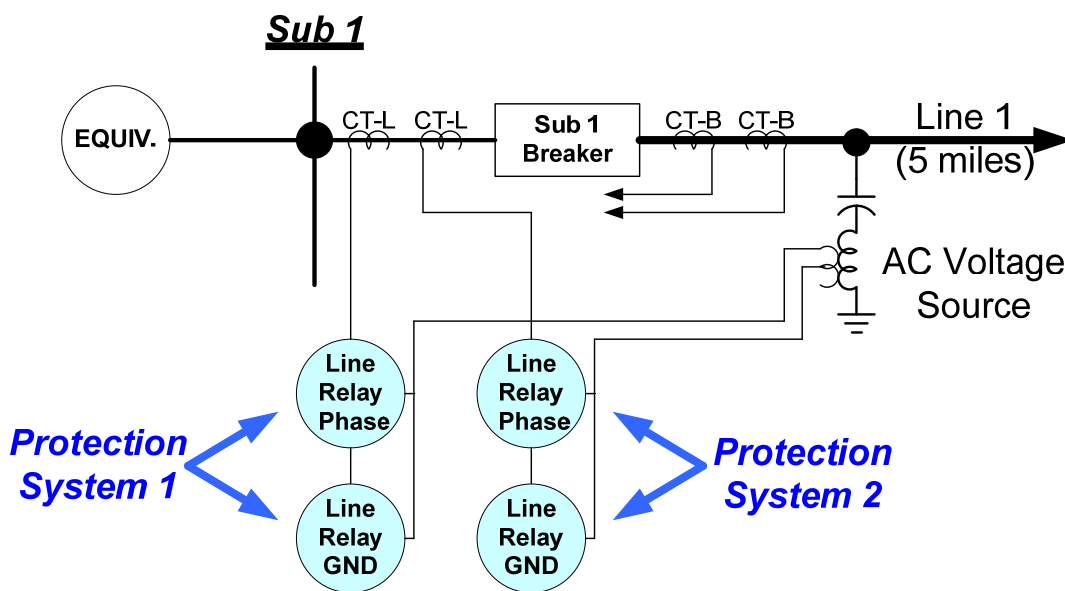 Sub 1
EQUIV.
CT-L
CT-L
Sub 1
Breaker
CT-B
CT-B
Line 1
(5 miles)
AC Voltage
Source
Line
Relay
Phase
Line
Relay
Phase
Protection
System 1
Protection
System 2
Line
Relay
GND
Line
Relay
GND